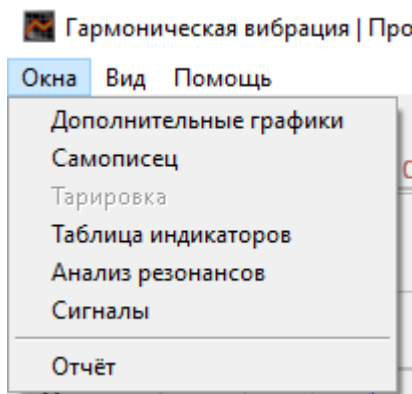 Гармоническая вибрация | Про
Окна Вид Помощь
Дополнительные графики
Самописец
Тарировка
Таблица индикаторов
Анализ резонансов
Сигналы
Отчёт